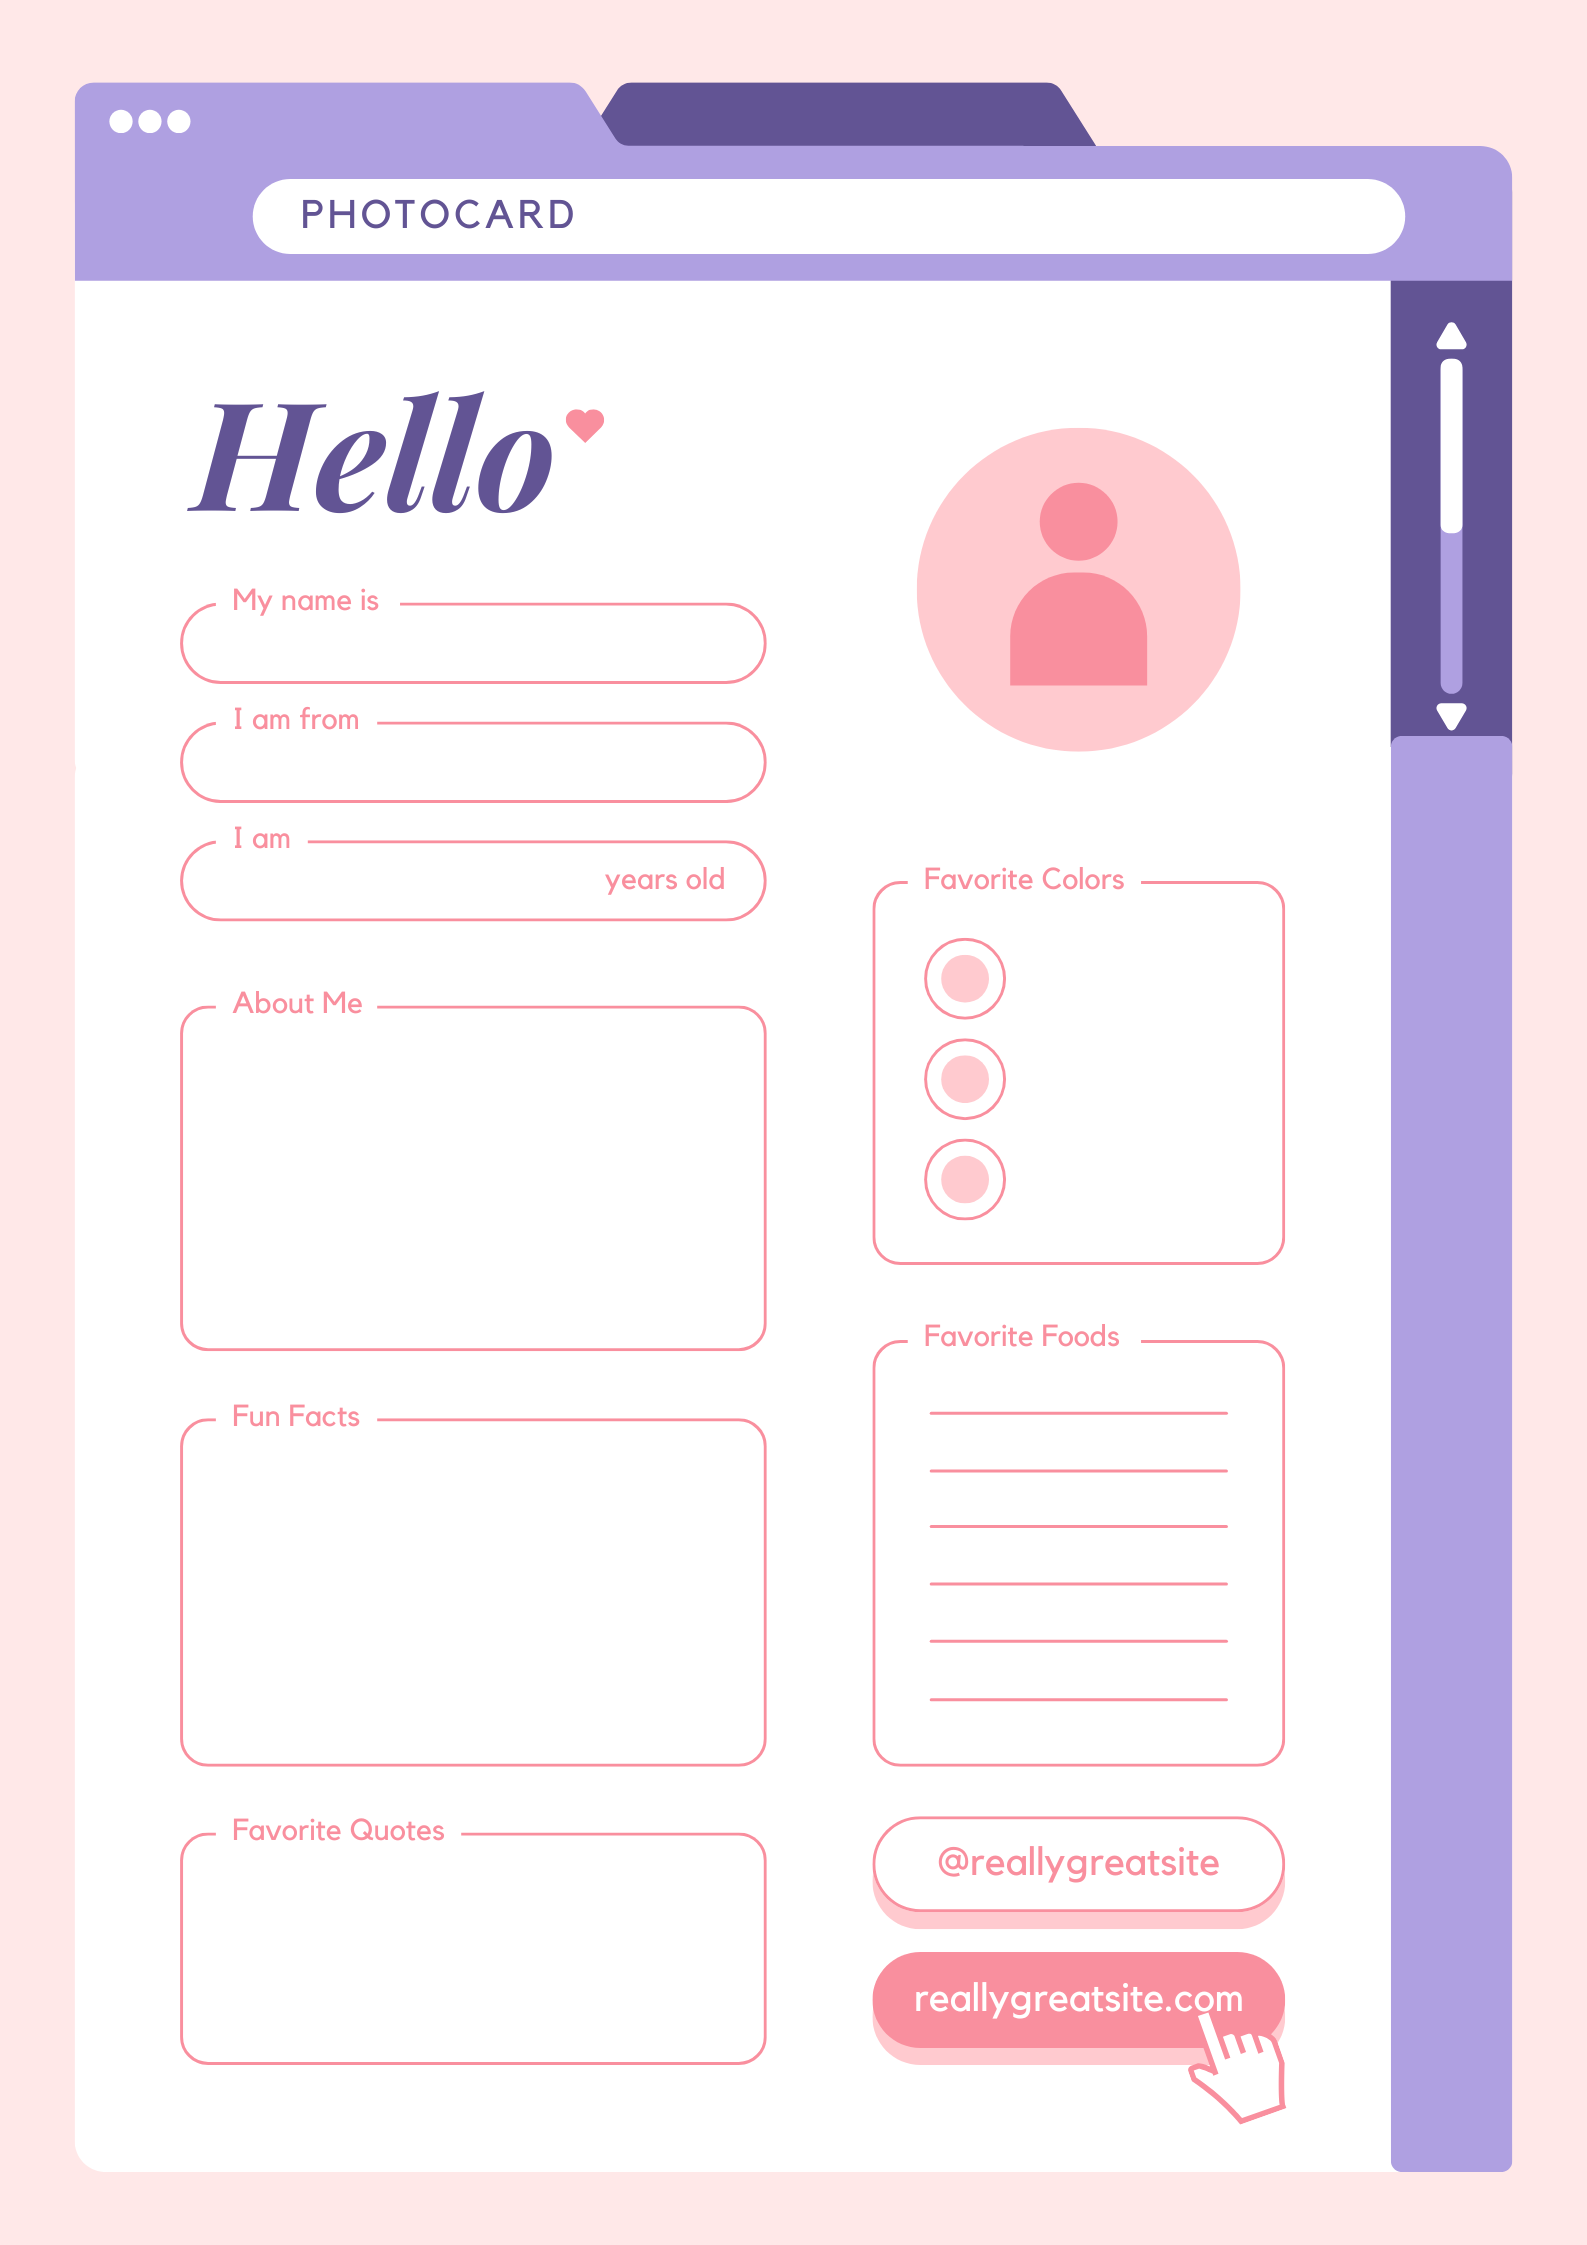 PHOTOCARD
Hello
My name is
I am from
I am
years old
About Me
Fun Facts
Favorite Quotes
Favorite Colors
Favorite Foods
@reallygreatsite
reallygreatsite.com